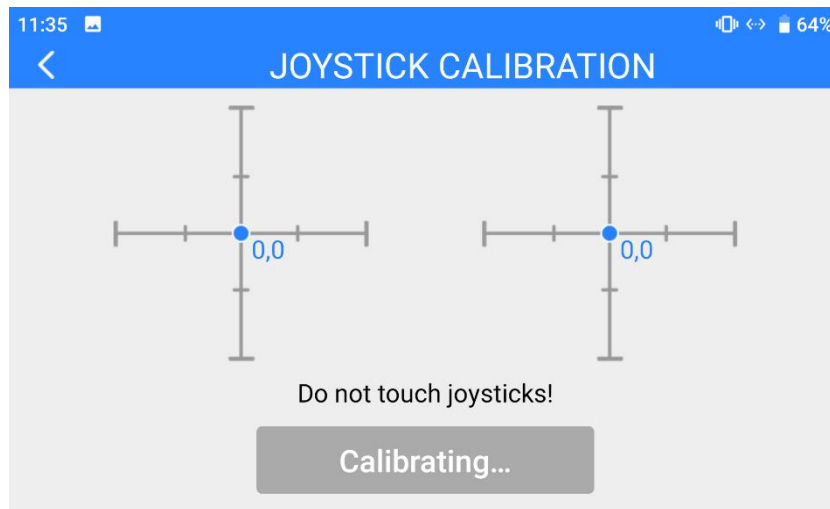 11:35 64%
JOYSTICK CALIBRATION
0,0 0,0
Do not touch joysticks!
Calibrating...